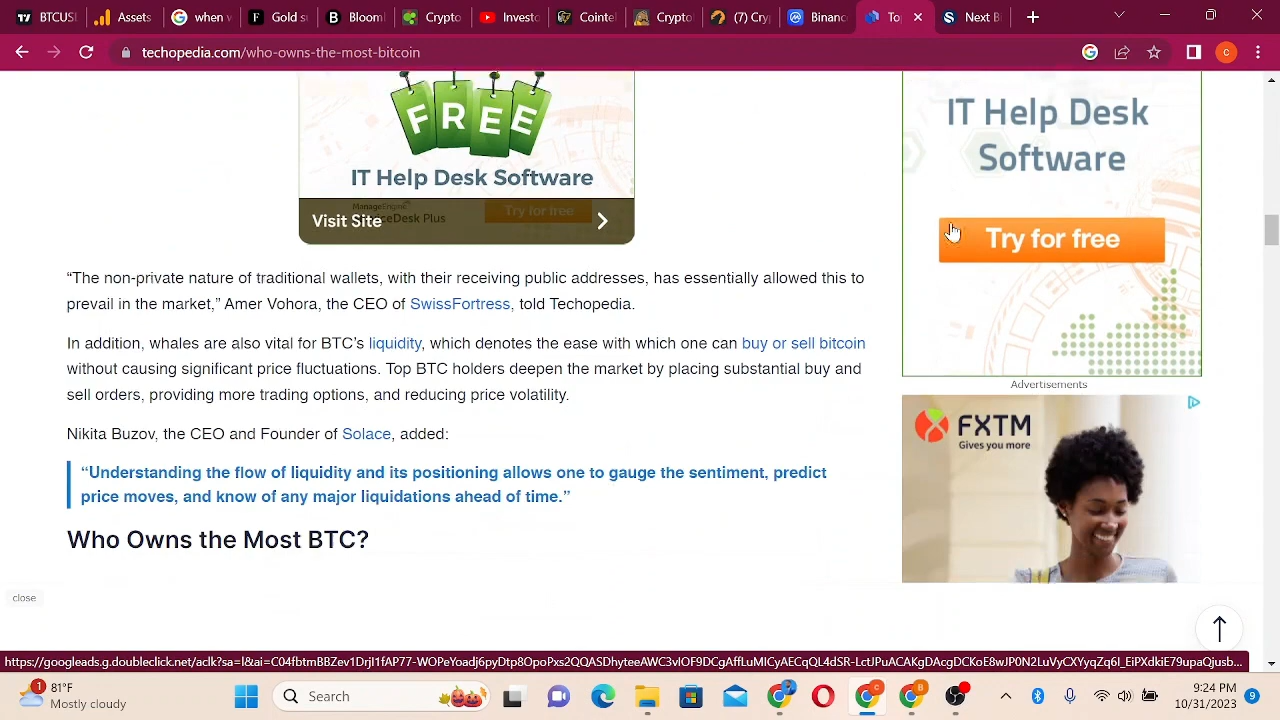 BTCUS
Assets
when v
Gold s
Bloom
Crypto
Investo
Cointel
Crypto
(7) Cry
Binanc
To
Next B
techopedia.com/who-owns-the-most-bitcoin
C
FREE
IT Help Desk Software
ManageEngine
ServiceDesk Plus
Try for free
Visit Site
IT Help Desk
Software
Try for free
“The non-private nature of traditional wallets, with their receiving public addresses, has essentially allowed this to
prevail in the market,” Amer Vohora, the CEO of SwissFortress, told Techopedia.
In addition, whales are also vital for BTC’s liquidity, which denotes the ease with which one can buy or sell bitcoin
without causing significant price fluctuations. Top BTC holders deepen the market by placing substantial buy and
sell orders, providing more trading options, and reducing price volatility.
Nikita Buzov, the CEO and Founder of Solace, added:
“Understanding the flow of liquidity and its positioning allows one to gauge the sentiment, predict
price moves, and know of any major liquidations ahead of time.”
Who Owns the Most BTC?
Advertisements
FXTM
Gives you more
close
81°F
Mostly cloudy
Search
9:24 PM
10/31/2023